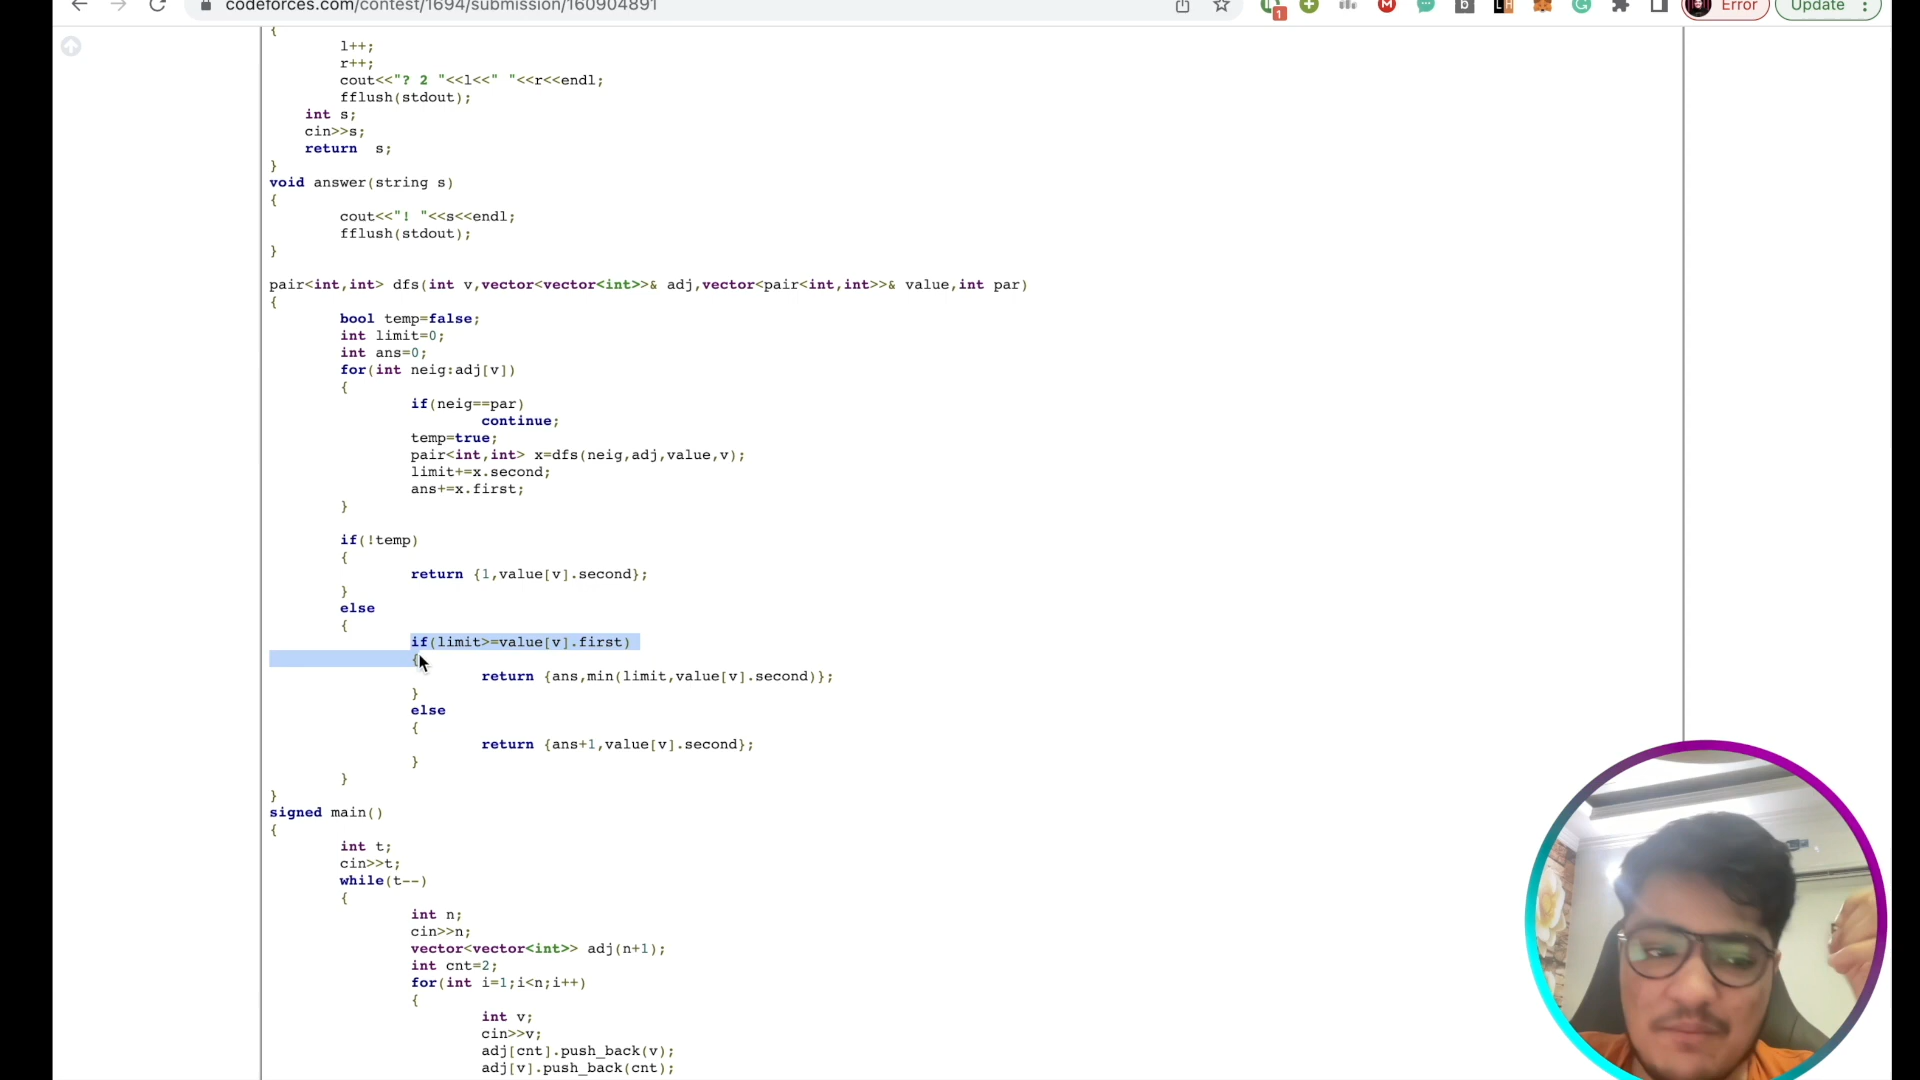 codeforces.com/contest/1694/submission/160904891
1
Error
Update
{
l++;
r++;
cout<<"? 2 "<<l<<" "<<r<<endl;
fflush(stdout);
int s;
cin>>s;
return s;
}
void answer(string s)
{
cout<<"! "<<s<<endl;
fflush(stdout);
}
pair<int,int> dfs(int v,vector<vector<int>>& adj,vector<pair<int,int>>& value,int par)
{
bool temp=false;
int limit=0;
int ans=0;
for(int neig:adj[v])
{
if(neig==par)
continue;
temp=true;
pair<int,int> x=dfs(neig,adj,value,v);
limit+=x.second;
ans+=x.first;
}
if(!temp)
{
return {1,value[v].second};
}
else
{
if(limit>=value[v].first)
{
return {ans,min(limit,value[v].second)};
}
else
{
return {ans+1,value[v].second};
}
}
}
signed main()
{
int t;
cin>>t;
while(t--)
{
int n;
cin>>n;
vector<vector<int>> adj(n+1);
int cnt=2;
for(int i=1;i<n;i++)
{
int v;
cin>>v;
adj[cnt].push_back(v);
adj[v].push_back(cnt);